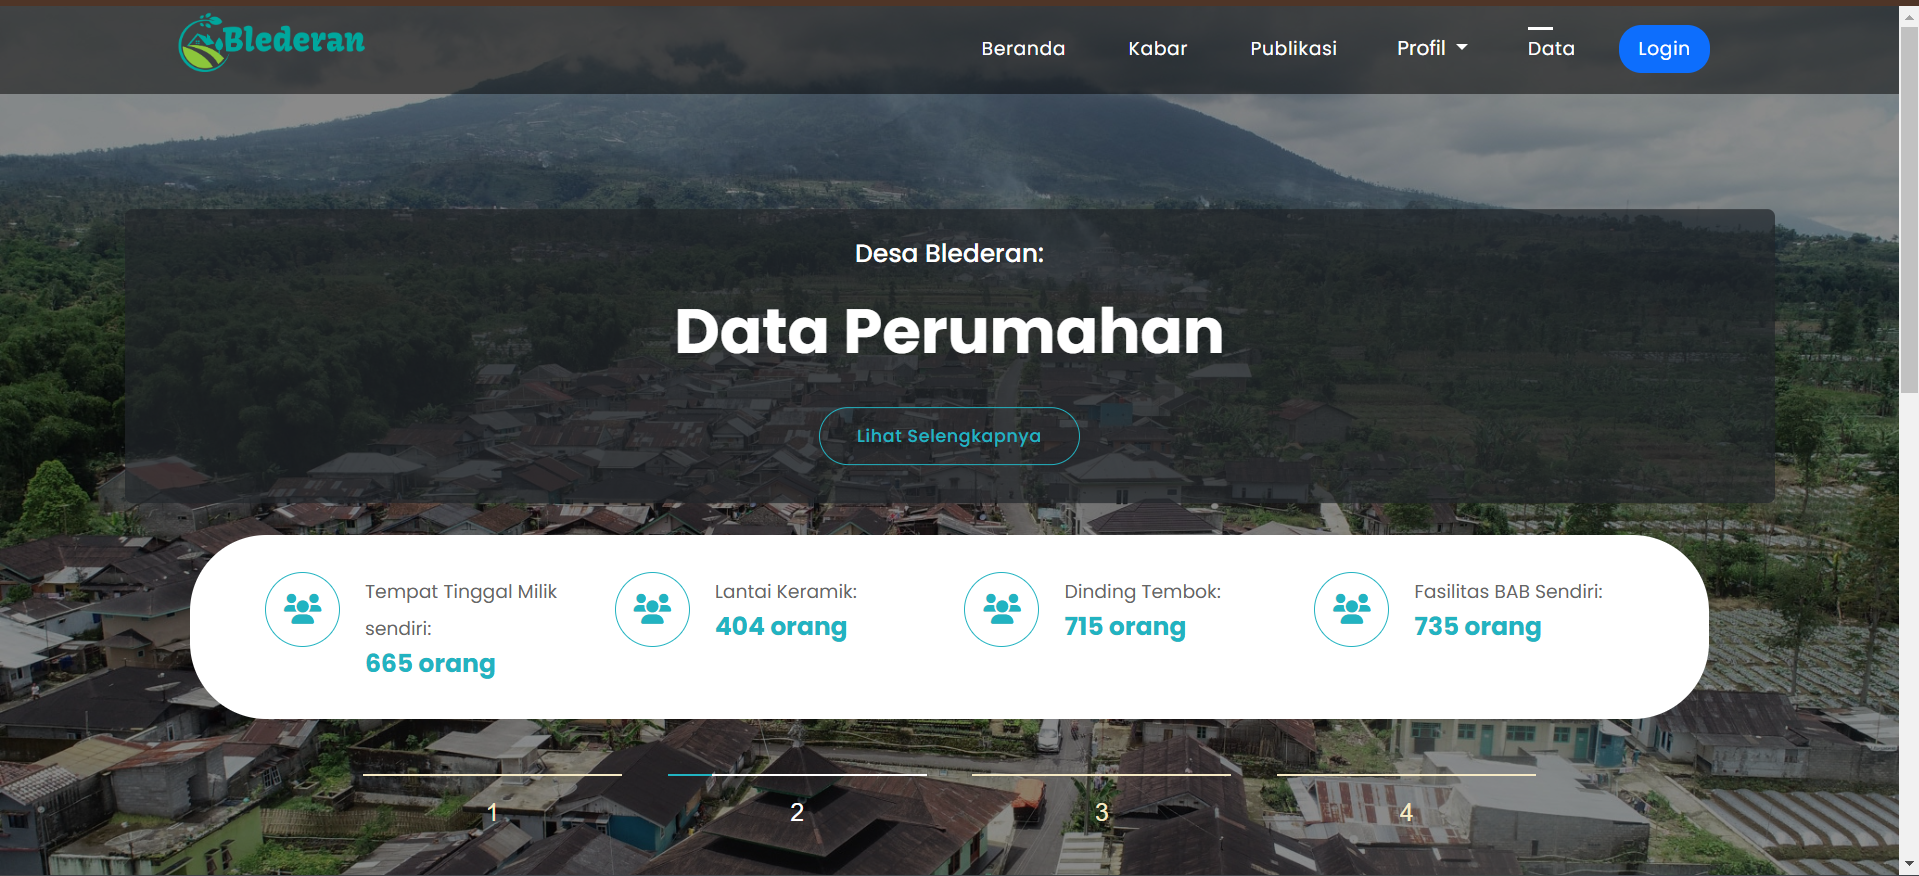 Blederan
Beranda
Kabar
Publikasi
Profil
Data
Login
Desa Blederan:
Data Perumahan
Lihat Selengkapnya
Tempat Tinggal Milik
sendiri:
665 orang
Lantai Keramik:
404 orang
Dinding Tembok:
715 orang
Fasilitas BAB Sendiri:
735 orang
1
2
3
4